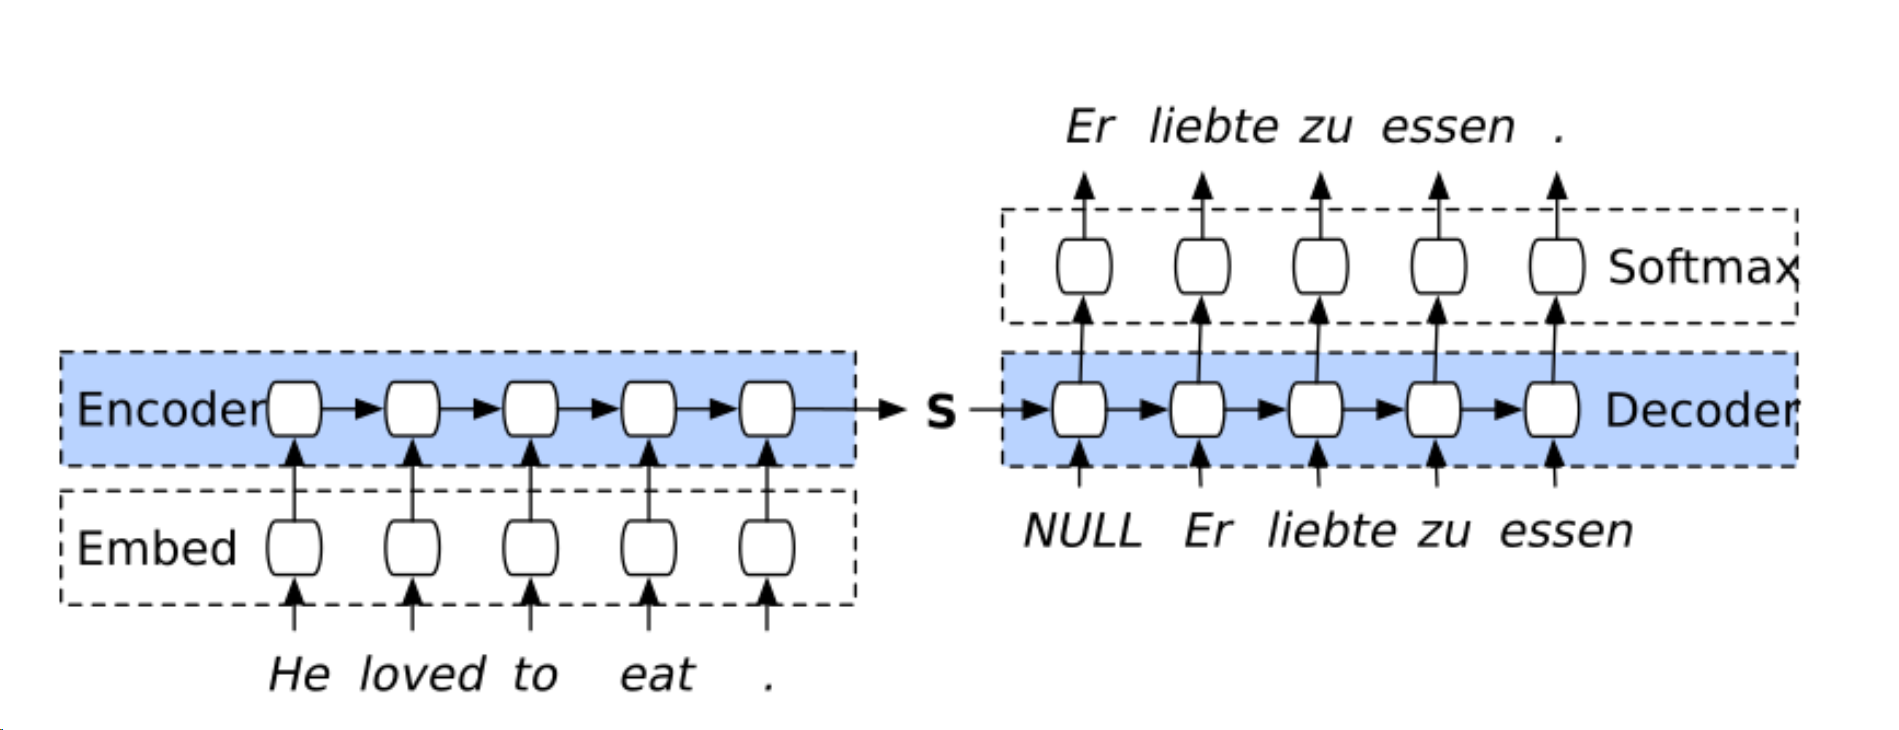 Er liebte zu essen .
Softmax
Encoder
S
Decoder
NULL Er liebte zu essen
Embed
He loved to eat .